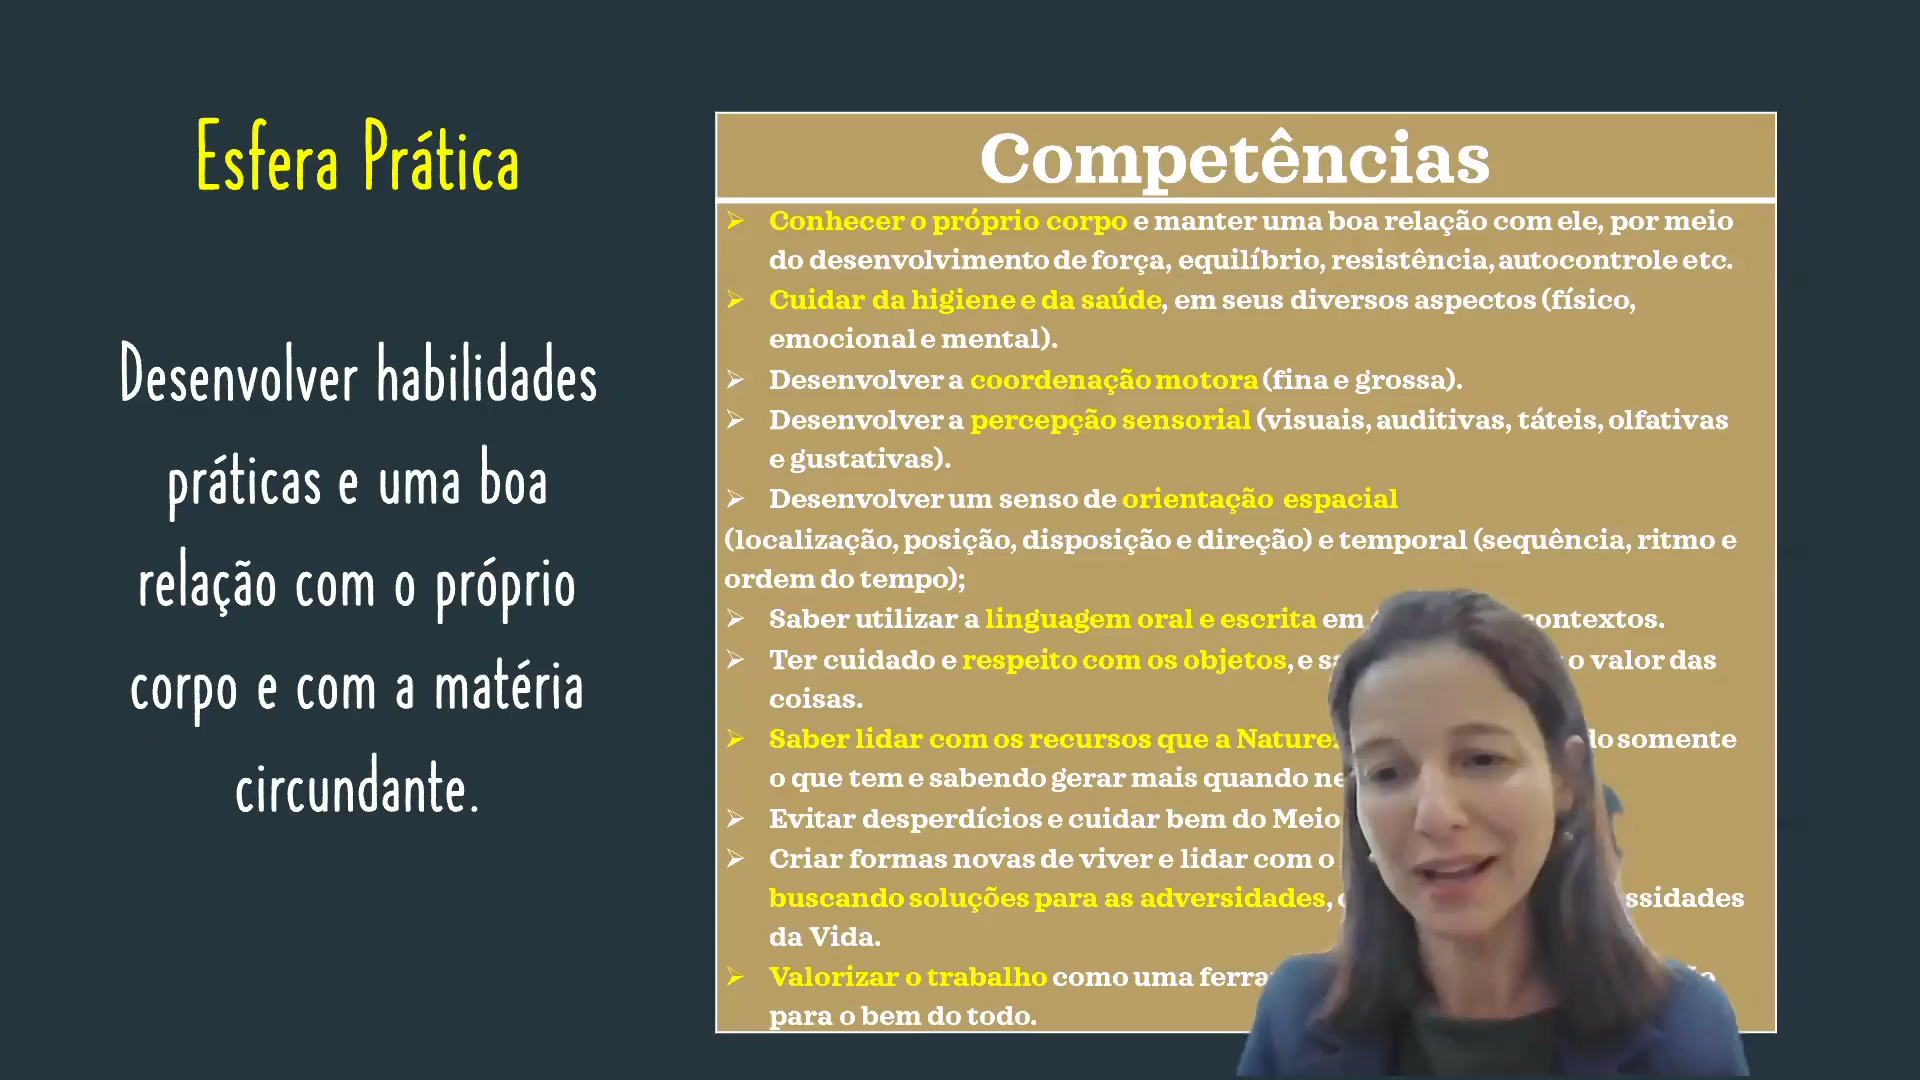 Esfera Prática
Desenvolver habilidades
práticas e uma boa
relação com o próprio
corpo e com a matéria
circundante.
Competências
Conhecer o próprio corpo e manter uma boa relação com ele, por meio
do desenvolvimento de força, equilíbrio, resistência, autocontrole etc.
Cuidar da higiene e da saúde, em seus diversos aspectos (físico,
emocional e mental).
Desenvolver a coordenação motora (fina e grossa).
Desenvolver a percepção sensorial (visuais, auditivas, táteis, olfativas
e gustativas).
Desenvolver um senso de orientação espacial
(localização, posição, disposição e direção) e temporal (sequência, ritmo e
ordem do tempo);
Saber utilizar a linguagem oral e escrita em contextos.
Ter cuidado e respeito com os objetos, e o valor das
coisas.
Saber lidar com os recursos que a somente
o que tem e sabendo gerar mais quando
Evitar desperdícios e cuidar bem do Meio
Criar formas novas de viver e lidar com o
buscando soluções para as adversidades,
da Vida.
Valorizar o trabalho como uma
para o bem do todo.